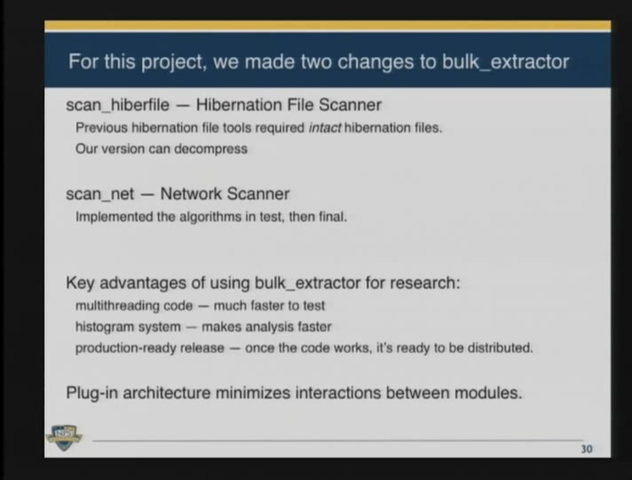 For this project, we made two changes to bulk_extractor
scan_hiberfile — Hibernation File Scanner
Previous hibernation file tools required intact hibernation files.
Our version can decompress
scan_net — Network Scanner
Implemented the algorithms in test, then final.
Key advantages of using bulk_extractor for research:
multithreading code — much faster to test
histogram system — makes analysis faster
production-ready release — once the code works, it's ready to be distributed.
Plug-in architecture minimizes interactions between modules.
30